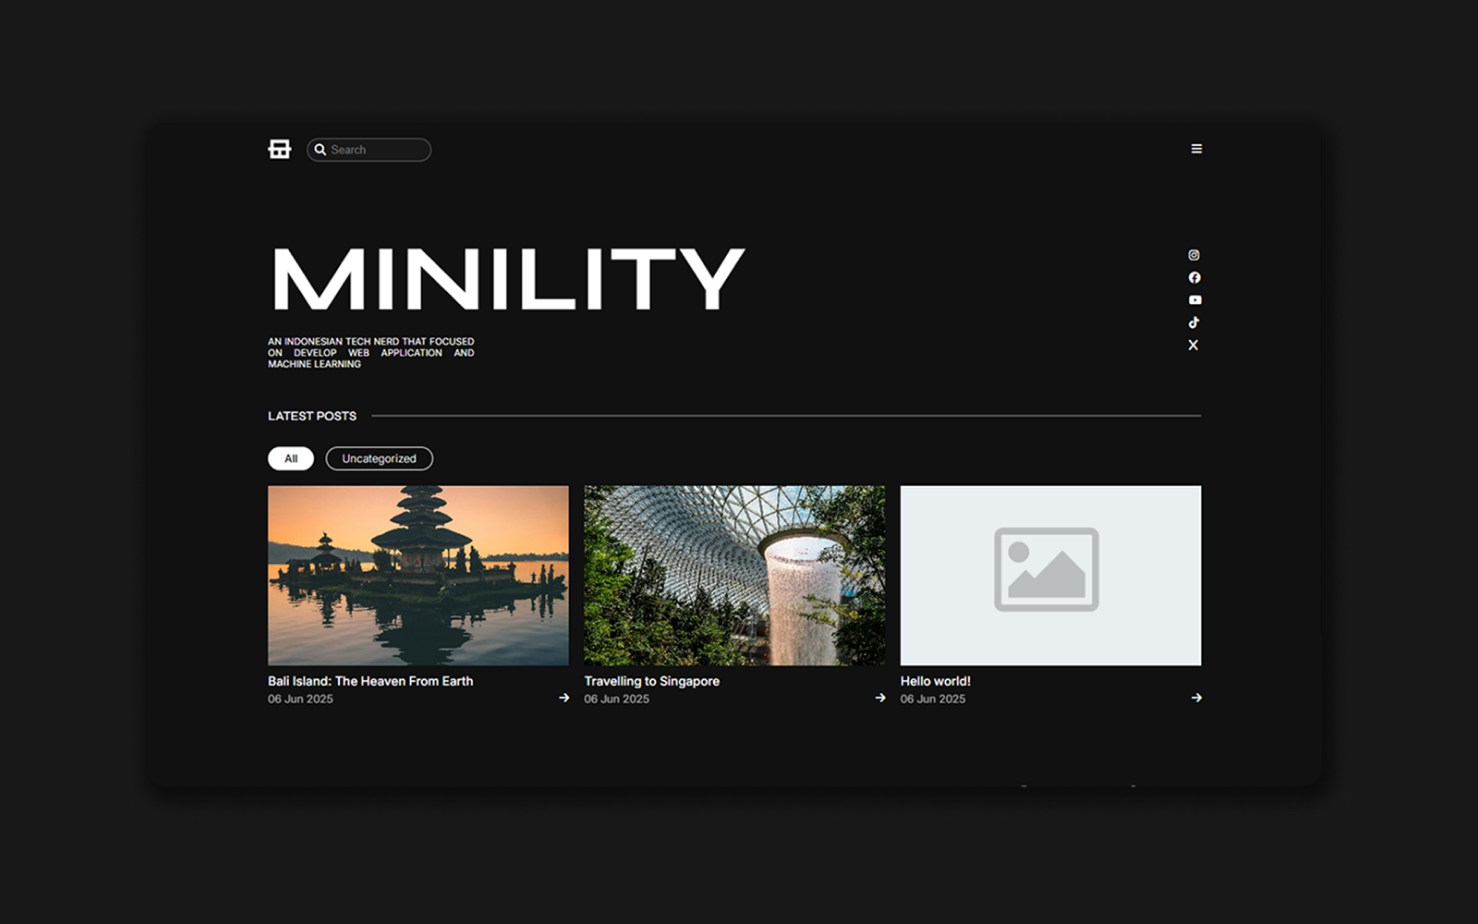 Search
MINILITY
AN INDONESIAN TECH NERD THAT FOCUSED
ON DEVELOP WEB APPLICATION AND
MACHINE LEARNING
LATEST POSTS
All
Uncategorized
Bali Island: The Heaven From Earth
06 Jun 2025
Travelling to Singapore
06 Jun 2025
Hello world!
06 Jun 2025